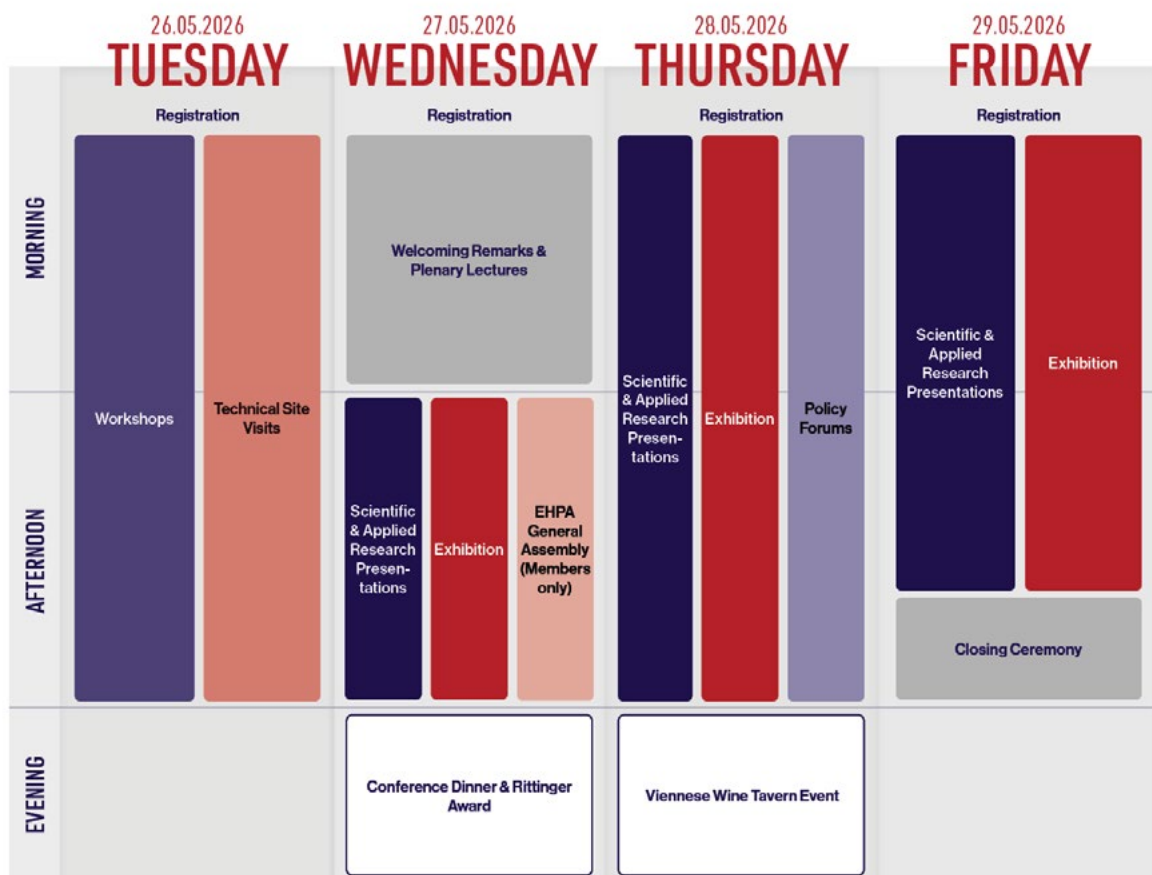 26.05.2026
TUESDAY
27.05.2026
WEDNESDAY
28.05.2026
THURSDAY
29.05.2026
FRIDAY
MORNING
AFTERNOON
EVENING
Registration
Workshops
Technical Site
Visits
Registration
Welcoming Remarks &
Plenary Lectures
Scientific
& Applied
Research
Presen-
tations
Exhibition
EHPA
General
Assembly
(Members
only)
Conference Dinner & Rittinger
Award
Registration
Scientific
& Applied
Research
Presen-
tations
Exhibition
Policy
Forums
Viennese Wine Tavern Event
Registration
Scientific &
Applied
Research
Presentations
Exhibition
Closing Ceremony